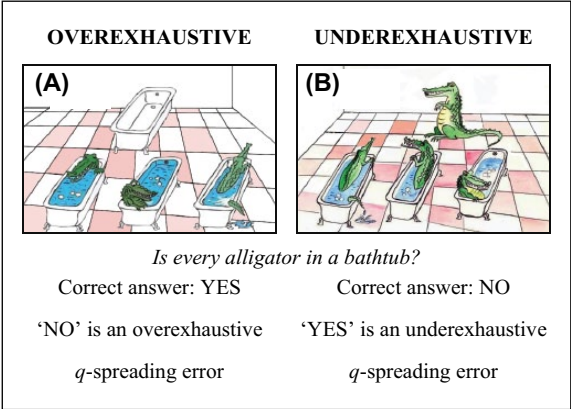 OVEREXHAUSTIVE UNDEREXHAUSTIVE
(A) (B)
Is every alligator in a bathtub?
Correct answer: YES Correct answer: NO
‘NO’ is an overexhaustive ‘YES’ is an underexhaustive
q-spreading error q-spreading error